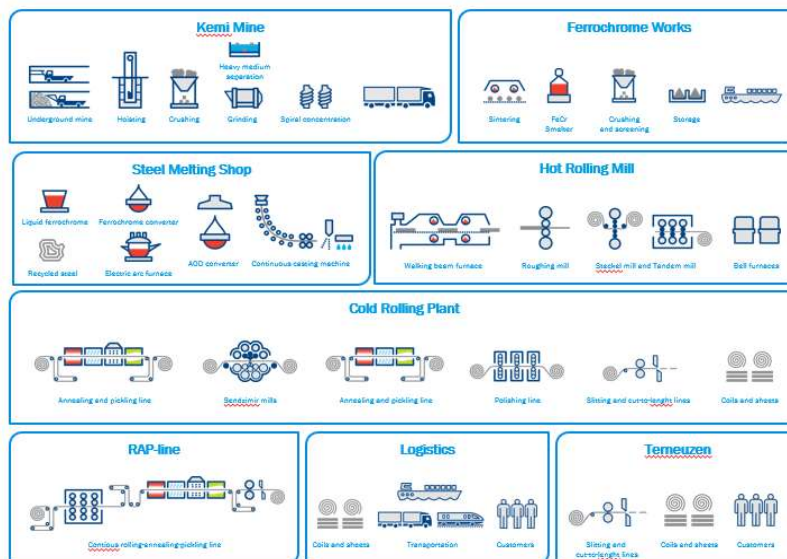 Kemi Mine
Heavy medium
separation
Underground mine
Hoisting
Crushing
Grinding
Spiral concentration
Ferrochrome Works
Sintering
FeCr
Smelter
Crushing
and screening
Storage
Steel Melting Shop
Liquid ferrochrome
Ferrochrome converter
Recycled steel
Electric arc furnace
AOD converter
Continuous casting machine
Hot Rolling Mill
Walking beam furnace
Roughing mill
Steckel mill and Tandem mill
Bell furnaces
Cold Rolling Plant
Annealing and pickling line
Sendzimir mills
Annealing and pickling line
Polishing line
Slitting and cut-to-lenght lines
Coils and sheets
RAP-line
Contious rolling-annealing-pickling line
Logistics
Coils and sheets
Transportation
Customers
Terneuzen
Slitting and
cut-to-lenght lines
Coils and sheets
Customers